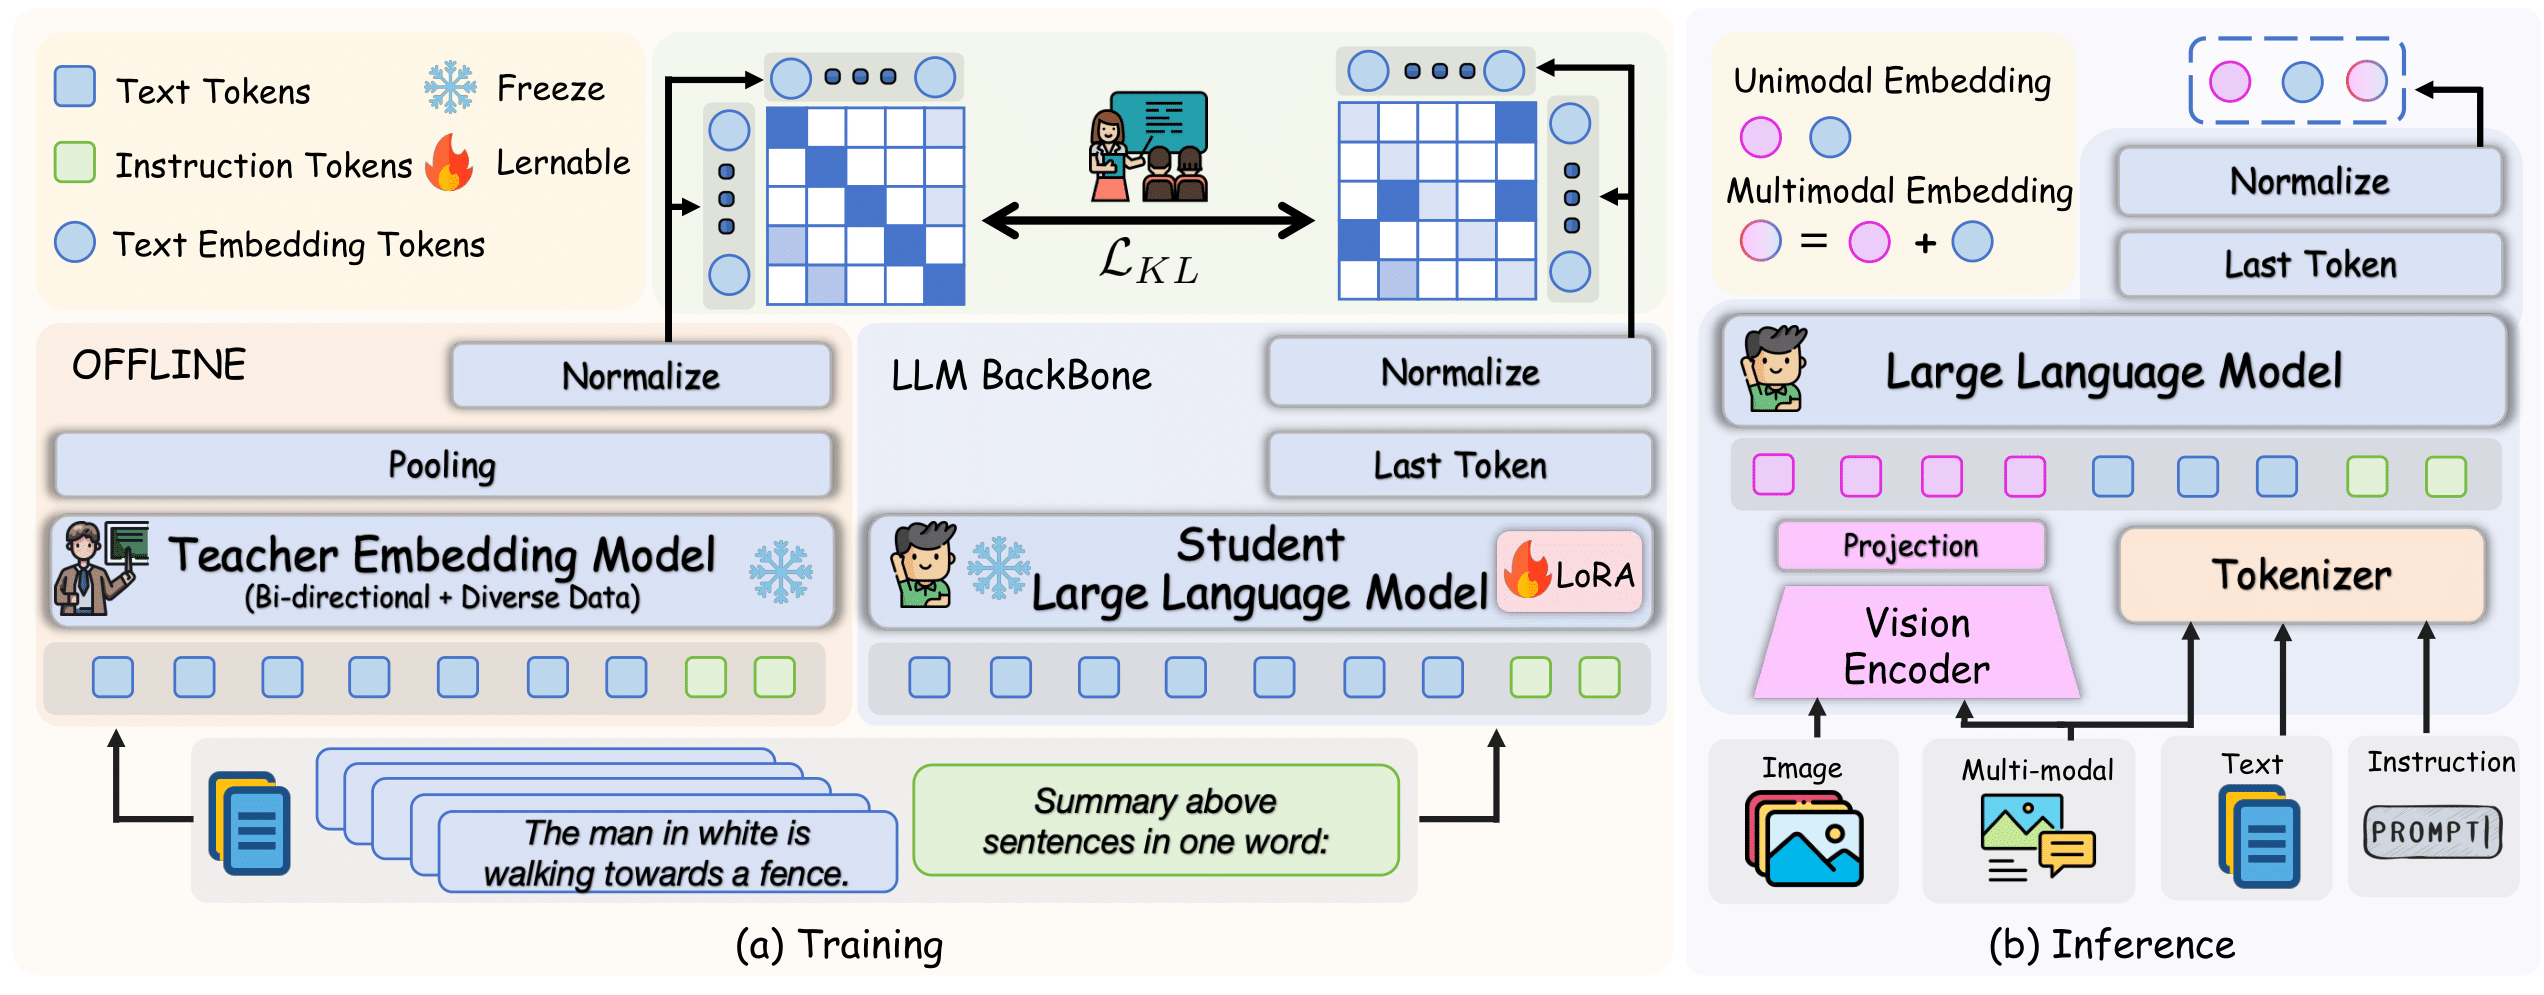 Text Tokens
Freeze
Instruction Tokens
Lernable
Text Embedding Tokens
𝓛KL
OFFLINE
Normalize
Pooling
Teacher Embedding Model
(Bi-directional + Diverse Data)
LLM BackBone
Normalize
Last Token
Student
Large Language Model
LoRA
The man in white is
walking towards a fence.
Summary above
sentences in one word:
(a) Training
Unimodal Embedding
Multimodal Embedding
= +
Normalize
Last Token
Large Language Model
Projection
Vision
Encoder
Tokenizer
Image
Multi-modal
Text
Instruction
PROMPT|
(b) Inference